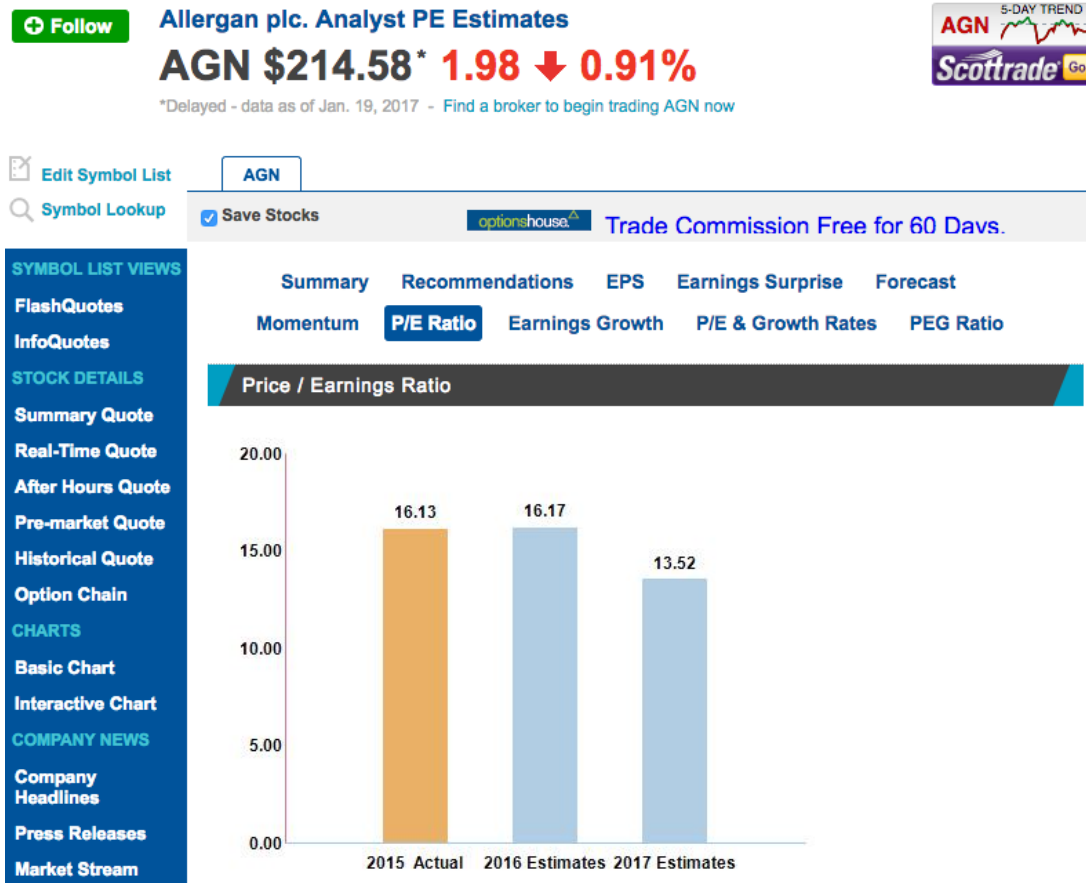 Follow
Allergan plc. Analyst PE Estimates
AGN $214.58* 1.98 0.91%
*Delayed - data as of Jan. 19, 2017 - Find a broker to begin trading AGN now
5-DAY TREND
AGN
Scottrade Go
Edit Symbol List
Symbol Lookup
AGN
Save Stocks
optionshouse.
Trade Commission Free for 60 Days.
SYMBOL LIST VIEWS
FlashQuotes
InfoQuotes
STOCK DETAILS
Summary Quote
Real-Time Quote
After Hours Quote
Pre-market Quote
Historical Quote
Option Chain
CHARTS
Basic Chart
Interactive Chart
COMPANY NEWS
Company
Headlines
Press Releases
Market Stream
Summary Recommendations EPS Earnings Surprise Forecast
Momentum P/E Ratio Earnings Growth P/E & Growth Rates PEG Ratio
Price / Earnings Ratio
20.00
15.00
10.00
5.00
0.00
16.13
16.17
13.52
2015 Actual 2016 Estimates 2017 Estimates